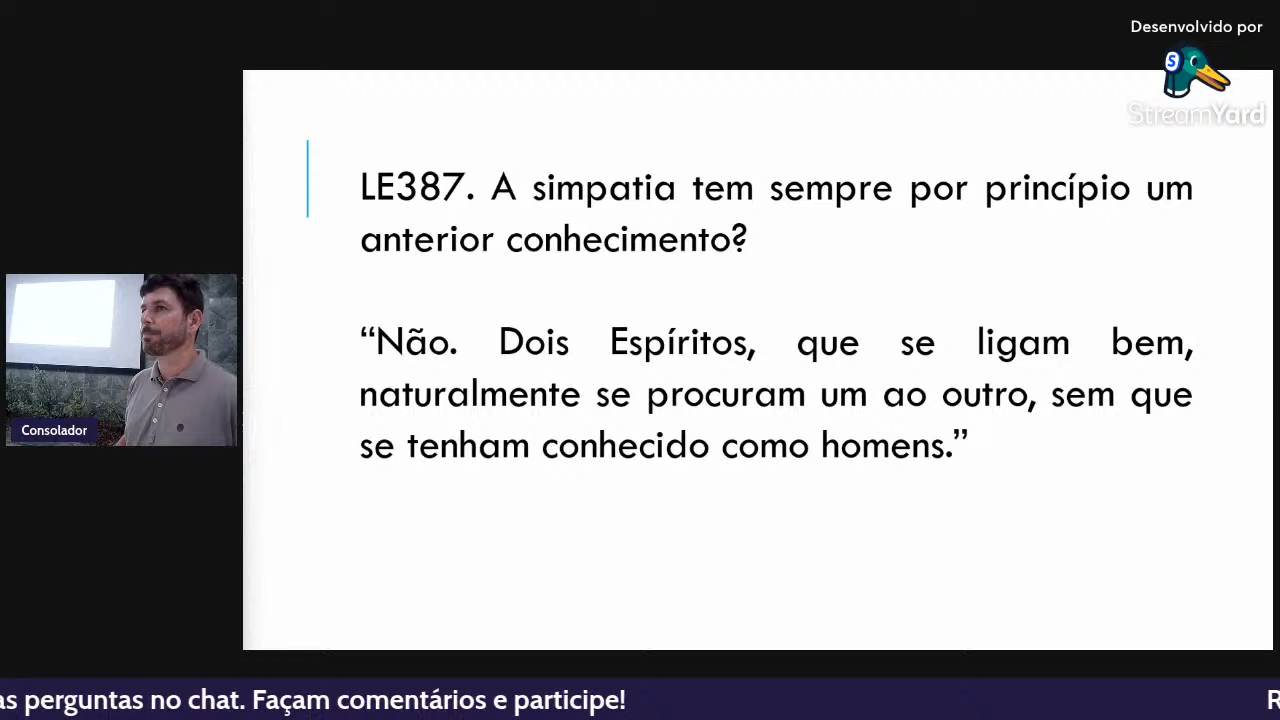 Desenvolvido por
StreamYard
LE387. A simpatia tem sempre por princípio um
anterior conhecimento?
“Não. Dois Espíritos, que se ligam bem,
naturalmente se procuram um ao outro, sem que
se tenham conhecido como homens.”
Consolador
as perguntas no chat. Façam comentários e participe!
R